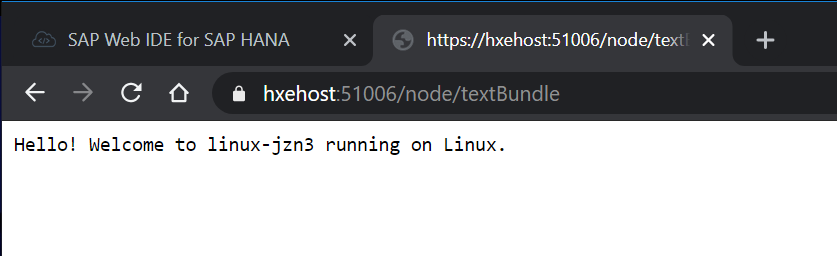 SAP Web IDE for SAP HANA
https://hxehost:51006/node/text
hxehost:51006/node/textBundle
Hello! Welcome to linux-jzn3 running on Linux.